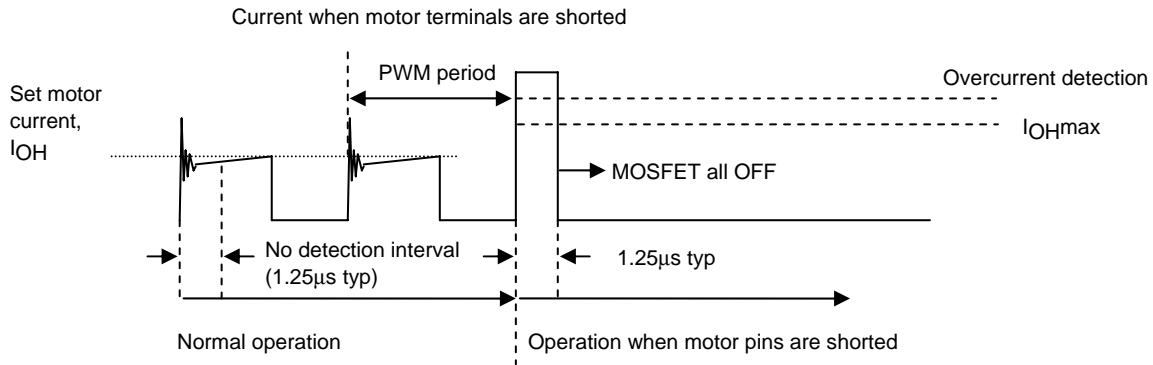 Current when motor terminals are shorted
PWM period
Overcurrent detection
Set motor
current,
IOH
IOHmax
MOSFET all OFF
No detection interval
(1.25μs typ)
1.25μs typ
Normal operation
Operation when motor pins are shorted